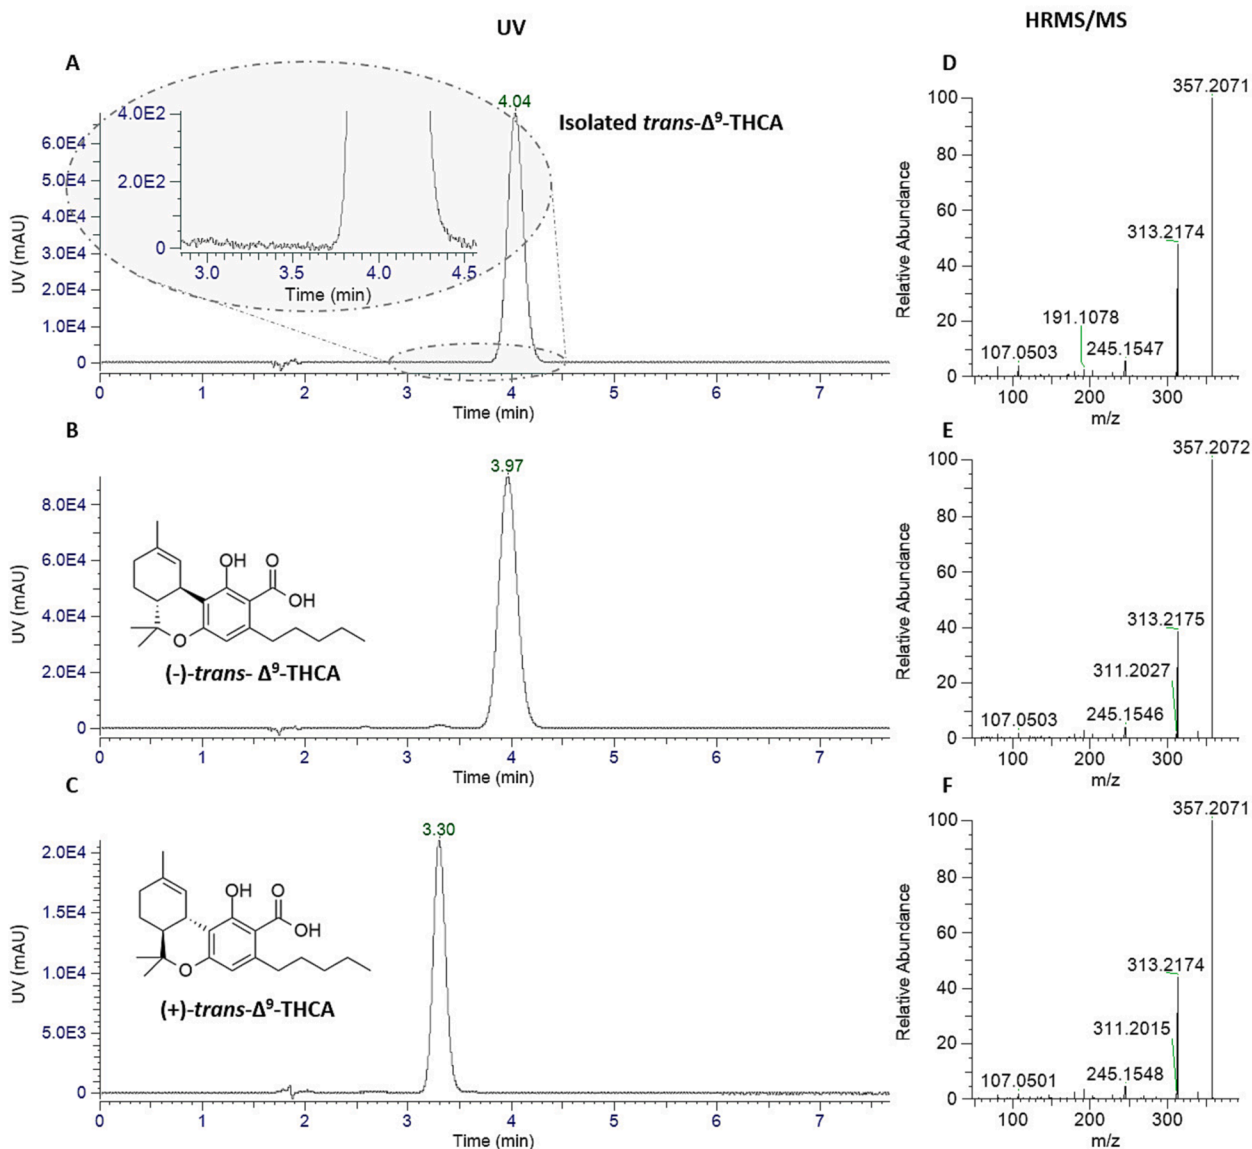 UV
HRMS/MS
A
4.04
Isolated trans-Δ⁹-THCA
UV (mAU)
6.0E4
5.0E4
4.0E4
3.0E4
2.0E4
1.0E4
0
4.0E2
2.0E2
0
3.0 3.5 4.0 4.5
Time (min)
0 1 2 3 4 5 6 7
Time (min)
D
357.2071
313.2174
191.1078
107.0503
245.1547
Relative Abundance
100
80
60
40
20
0
100 200 300
m/z
B
3.97
UV (mAU)
8.0E4
6.0E4
4.0E4
2.0E4
0
OH
O
OH
O
(-)-trans- Δ⁹-THCA
0 1 2 3 4 5 6 7
Time (min)
E
357.2072
313.2175
311.2027
107.0503
245.1546
Relative Abundance
100
80
60
40
20
0
100 200 300
m/z
C
3.30
UV (mAU)
2.0E4
1.5E4
1.0E4
5.0E3
0
OH
O
OH
O
(+)-trans-Δ⁹-THCA
0 1 2 3 4 5 6 7
Time (min)
F
357.2071
313.2174
311.2015
107.0501
245.1548
Relative Abundance
100
80
60
40
20
0
100 200 300
m/z